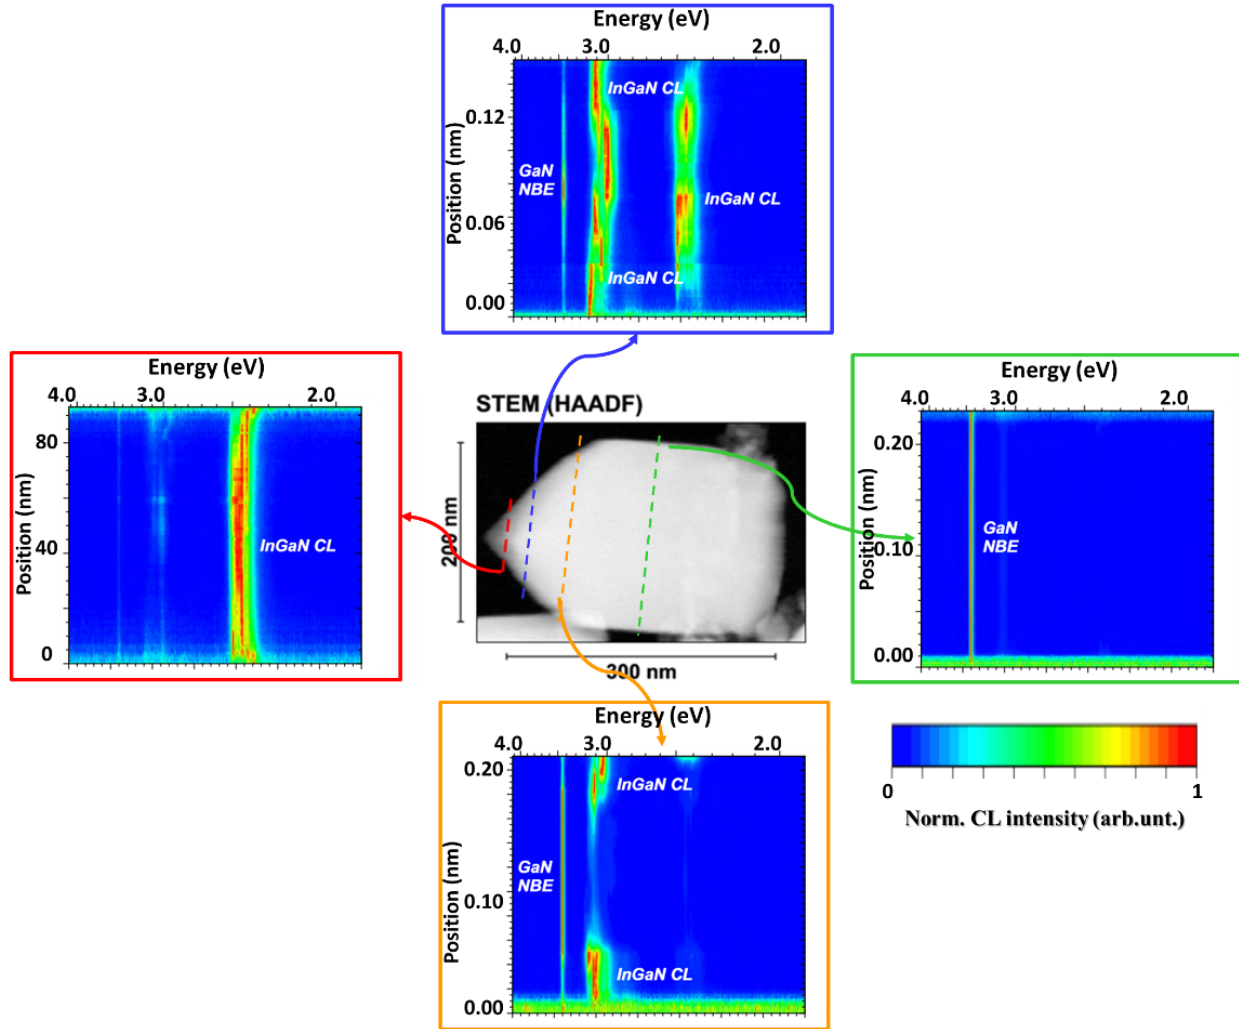 Energy (eV)
4.0 3.0 2.0
InGaN CL
0.12
GaN
NBE
InGaN CL
Position (nm)
0.06
InGaN CL
0.00
Energy (eV)
4.0 3.0 2.0
80
Position (nm)
InGaN CL
40
0
STEM (HAADF)
200 nm
300 nm
Energy (eV)
4.0 3.0 2.0
0.20
Position (nm)
GaN
NBE
0.10
0.00
Energy (eV)
4.0 3.0 2.0
0.20
InGaN CL
GaN
NBE
Position (nm)
0.10
InGaN CL
0.00
0 1
Norm. CL intensity (arb.unt.)